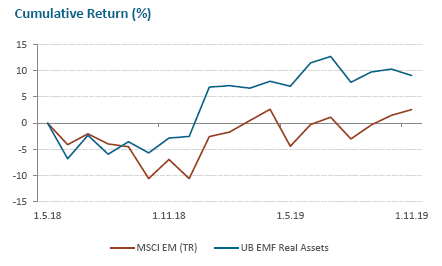 Cumulative Return (%)
15
10
5
0
-5
-10
-15
1.5.18 1.11.18 1.5.19 1.11.19
MSCI EM (TR) UB EMF Real Assets